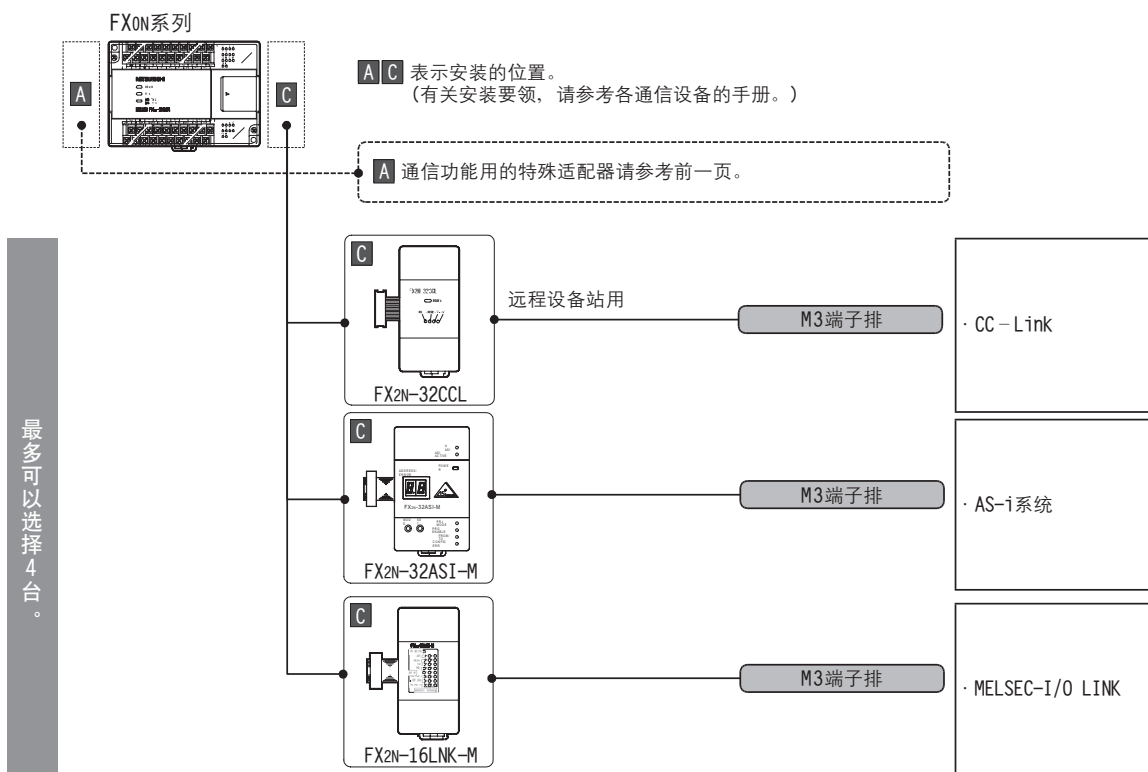 FX0N系列
A
C
A C 表示安装的位置。
(有关安装要领，请参考各通信设备的手册。)
A 通信功能用的特殊适配器请参考前一页。
最多可以选择4台。
C
FX2N-32CCL
远程设备站用
M3端子排
·CC-Link
C
FX2N-32ASI-M
FX2N-32ASI-M
M3端子排
·AS-i系统
C
FX2N-16LNK-M
M3端子排
·MELSEC-I/O LINK